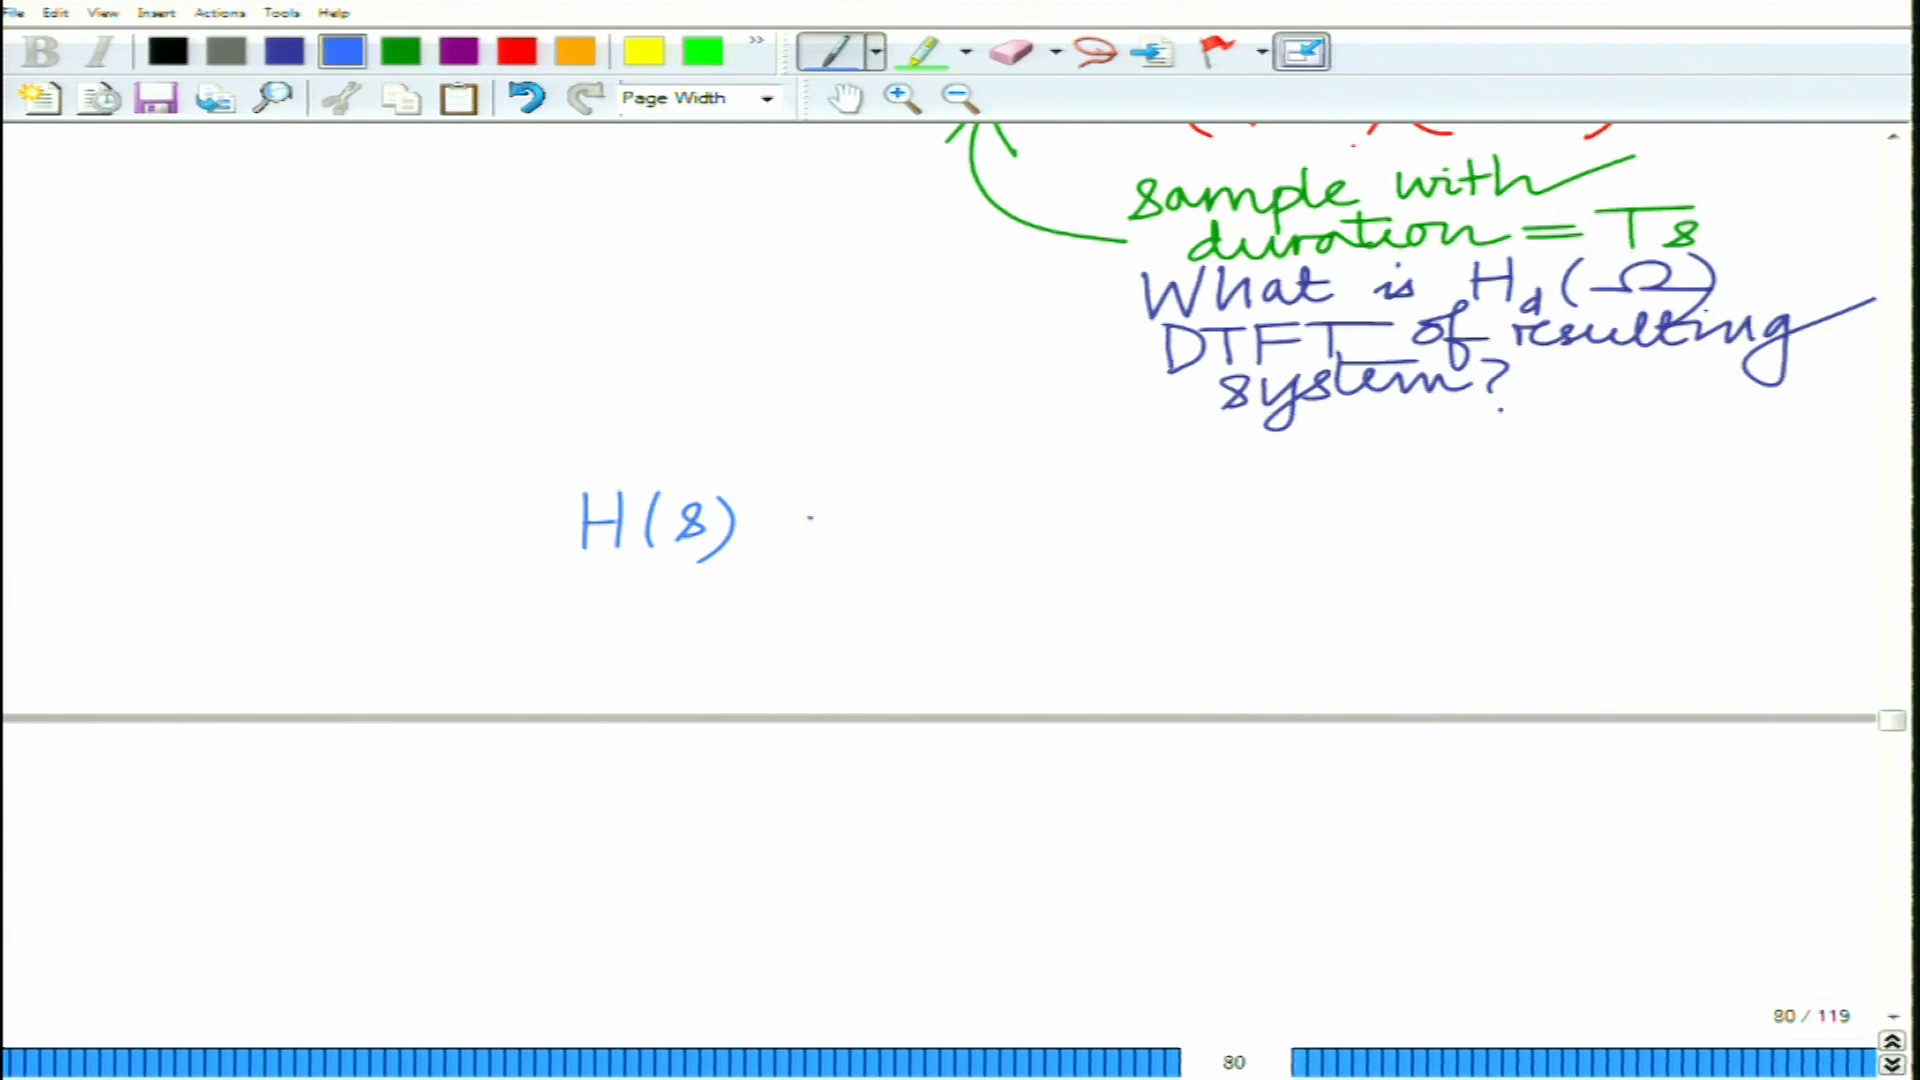 File Edit View Insert Actions Tools Help
B I
Page Width
sample with
duration = Ts
What is Hd(Ω)
DTFT of resulting
system?
H(s)
80 / 119
80